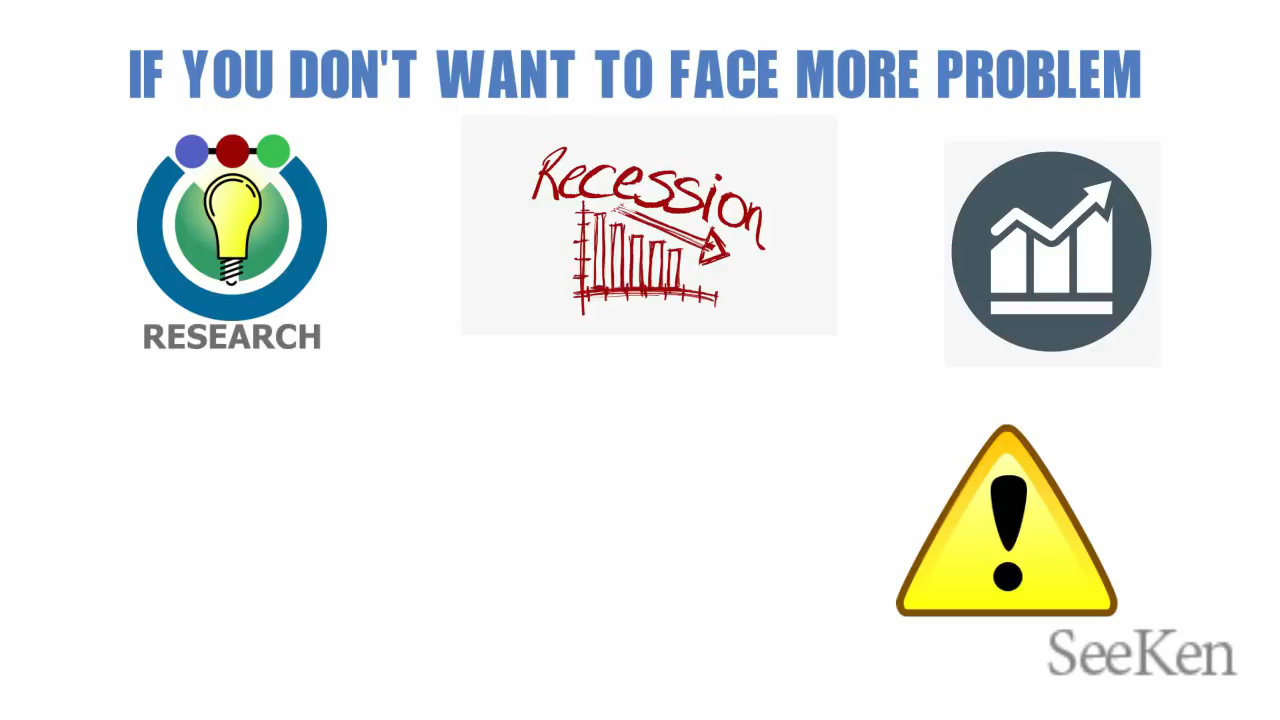 IF YOU DON'T WANT TO FACE MORE PROBLEM
Recession
RESEARCH
SeeKen